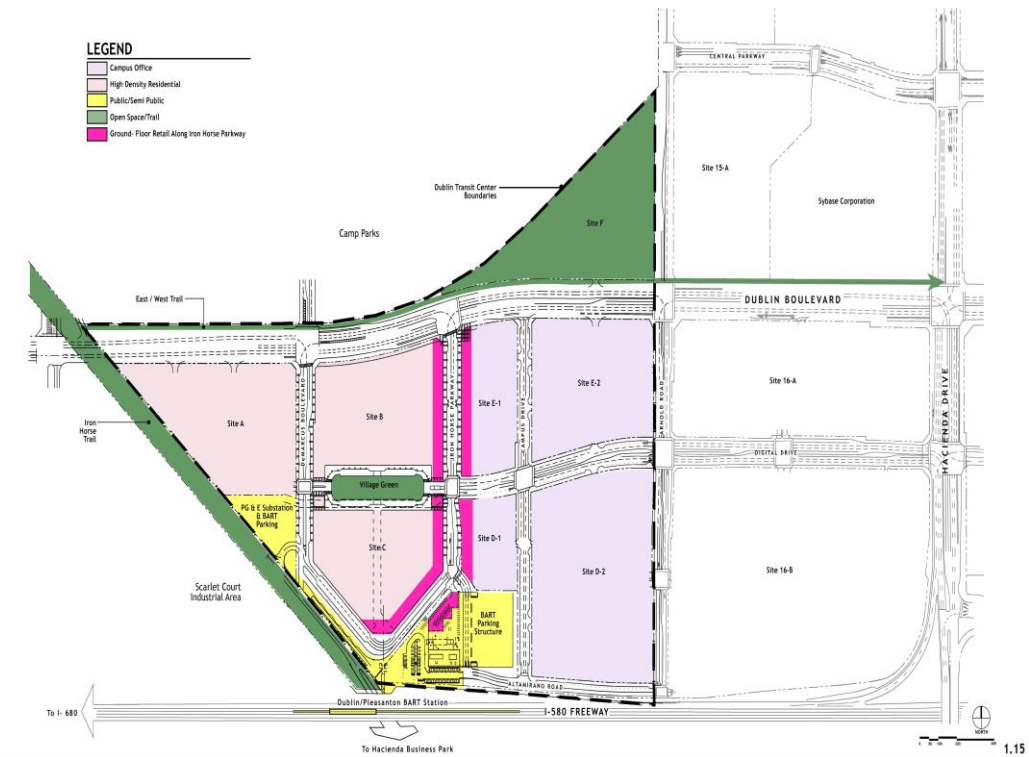 LEGEND
Campus Office
High Density Residential
Public/Semi Public
Open Space/Trail
Ground- Floor Retail Along Iron Horse Parkway
CENTRAL PARKWAY
Dublin Transit Center
Boundaries
Site 15-A
Sybase Corporation
Camp Parks
Site F
East / West Trail
DUBLIN BOULEVARD
Site A
Site B
Site E-1
Site E-2
Site 16-A
Iron
Horse
Trail
DeMARCUS BOULEVARD
IRON HORSE PARKWAY
CAMPUS DRIVE
ARNOLD ROAD
HACIENDA DRIVE
DIGITAL DRIVE
Village Green
PG & E Substation
& BART
Parking
Site C
Site D-1
Site D-2
Site 16-B
Scarlet Court
Industrial Area
BART
Parking
Structure
ALTAMIRANO ROAD
Dublin/Pleasanton BART Station
To I- 680
I-580 FREEWAY
To Hacienda Business Park
NORTH
1.15